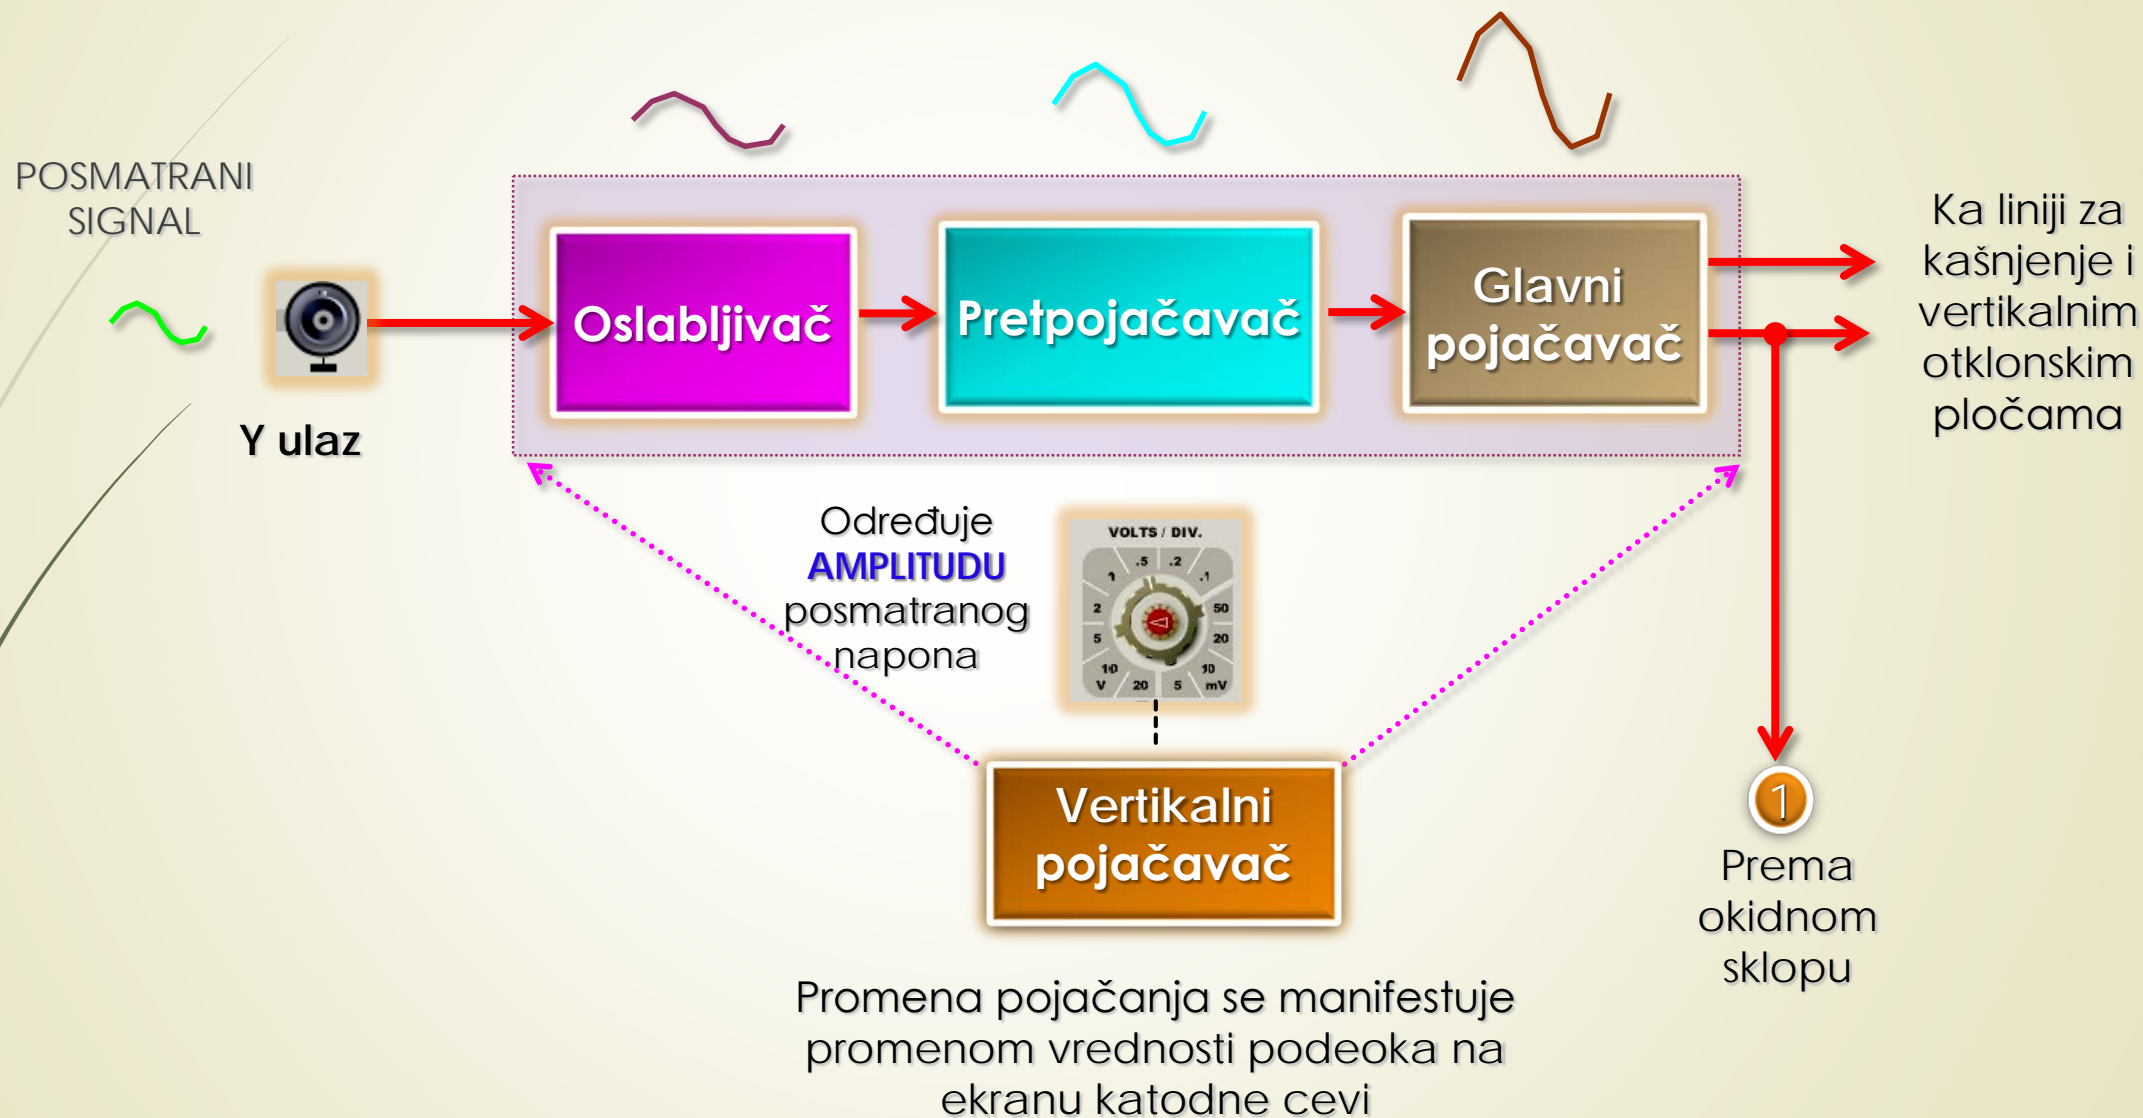 POSMATRANI
SIGNAL
Y ulaz
Oslabljivač
Pretpojačavač
Glavni
pojačavač
Ka liniji za
kašnjenje i
vertikalnim
otklonskim
pločama
Određuje
AMPLITUDU
posmatranog
napona
VOLTS / DIV.
.5 .2
1 .1
2 50
5 20
10 10
V 20 5 mV
Vertikalni
pojačavač
1
Prema
okidnom
sklopu
Promena pojačanja se manifestuje
promenom vrednosti podeoka na
ekranu katodne cevi